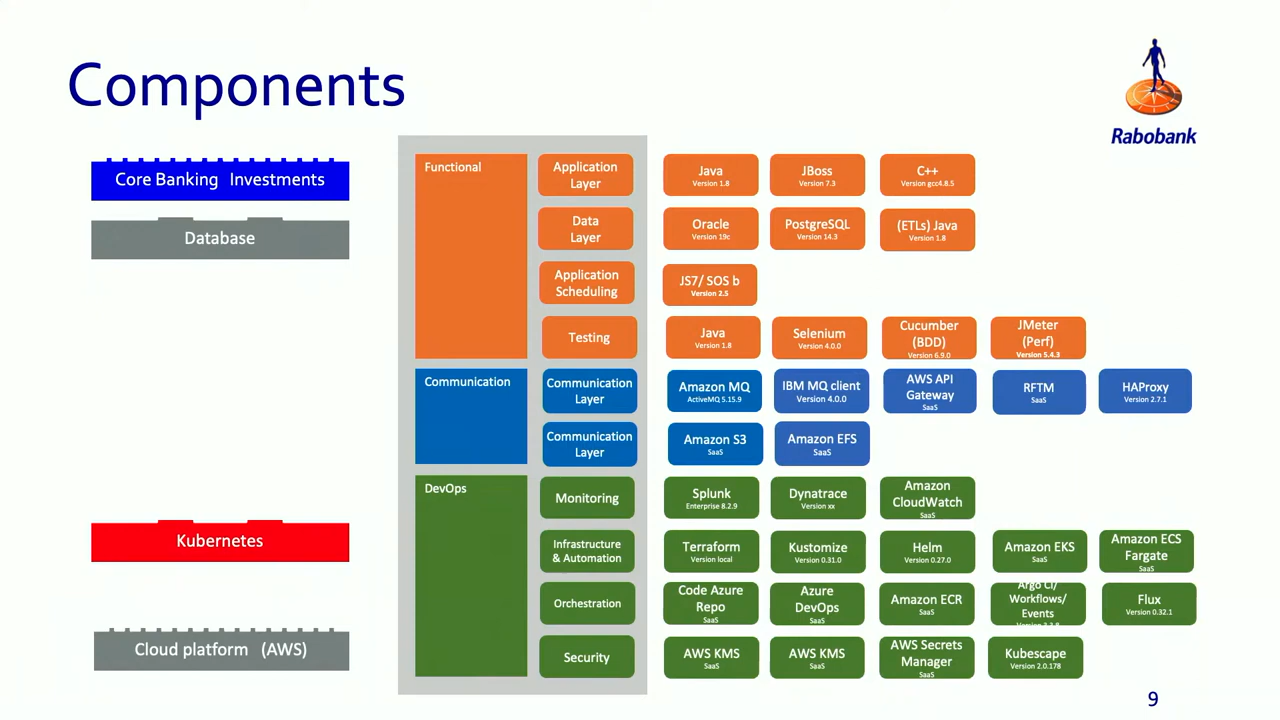 Components
Rabobank
Core Banking Investments
Database
Kubernetes
Cloud platform (AWS)
Functional
Application
Layer
Java
Version 1.8
JBoss
Version 7.3
C++
Version gcc4.8.5
Data
Layer
Oracle
Version 19c
PostgreSQL
Version 14.3
(ETLs) Java
Version 1.8
Application
Scheduling
JS7/ SOS b
Version 2.5
Testing
Java
Version 1.8
Selenium
Version 4.0.0
Cucumber
(BDD)
Version 6.9.0
JMeter
(Perf)
Version 5.4.3
Communication
Communication
Layer
Amazon MQ
ActiveMQ 5.15.9
IBM MQ client
Version 4.0.0
AWS API
Gateway
SaaS
RFTM
SaaS
HAProxy
Version 2.7.1
Communication
Layer
Amazon S3
SaaS
Amazon EFS
SaaS
DevOps
Monitoring
Splunk
Enterprise 8.2.9
Dynatrace
Version xx
Amazon
CloudWatch
SaaS
Infrastructure
& Automation
Terraform
Version local
Kustomize
Version 0.31.0
Helm
Version 0.27.0
Amazon EKS
SaaS
Amazon ECS
Fargate
SaaS
Orchestration
Code Azure
Repo
SaaS
Azure
DevOps
SaaS
Amazon ECR
SaaS
Argo CI/
Workflows/
Events
Flux
Version 0.32.1
Security
AWS KMS
SaaS
AWS KMS
SaaS
AWS Secrets
Manager
SaaS
Kubescape
Version 2.0.178
9